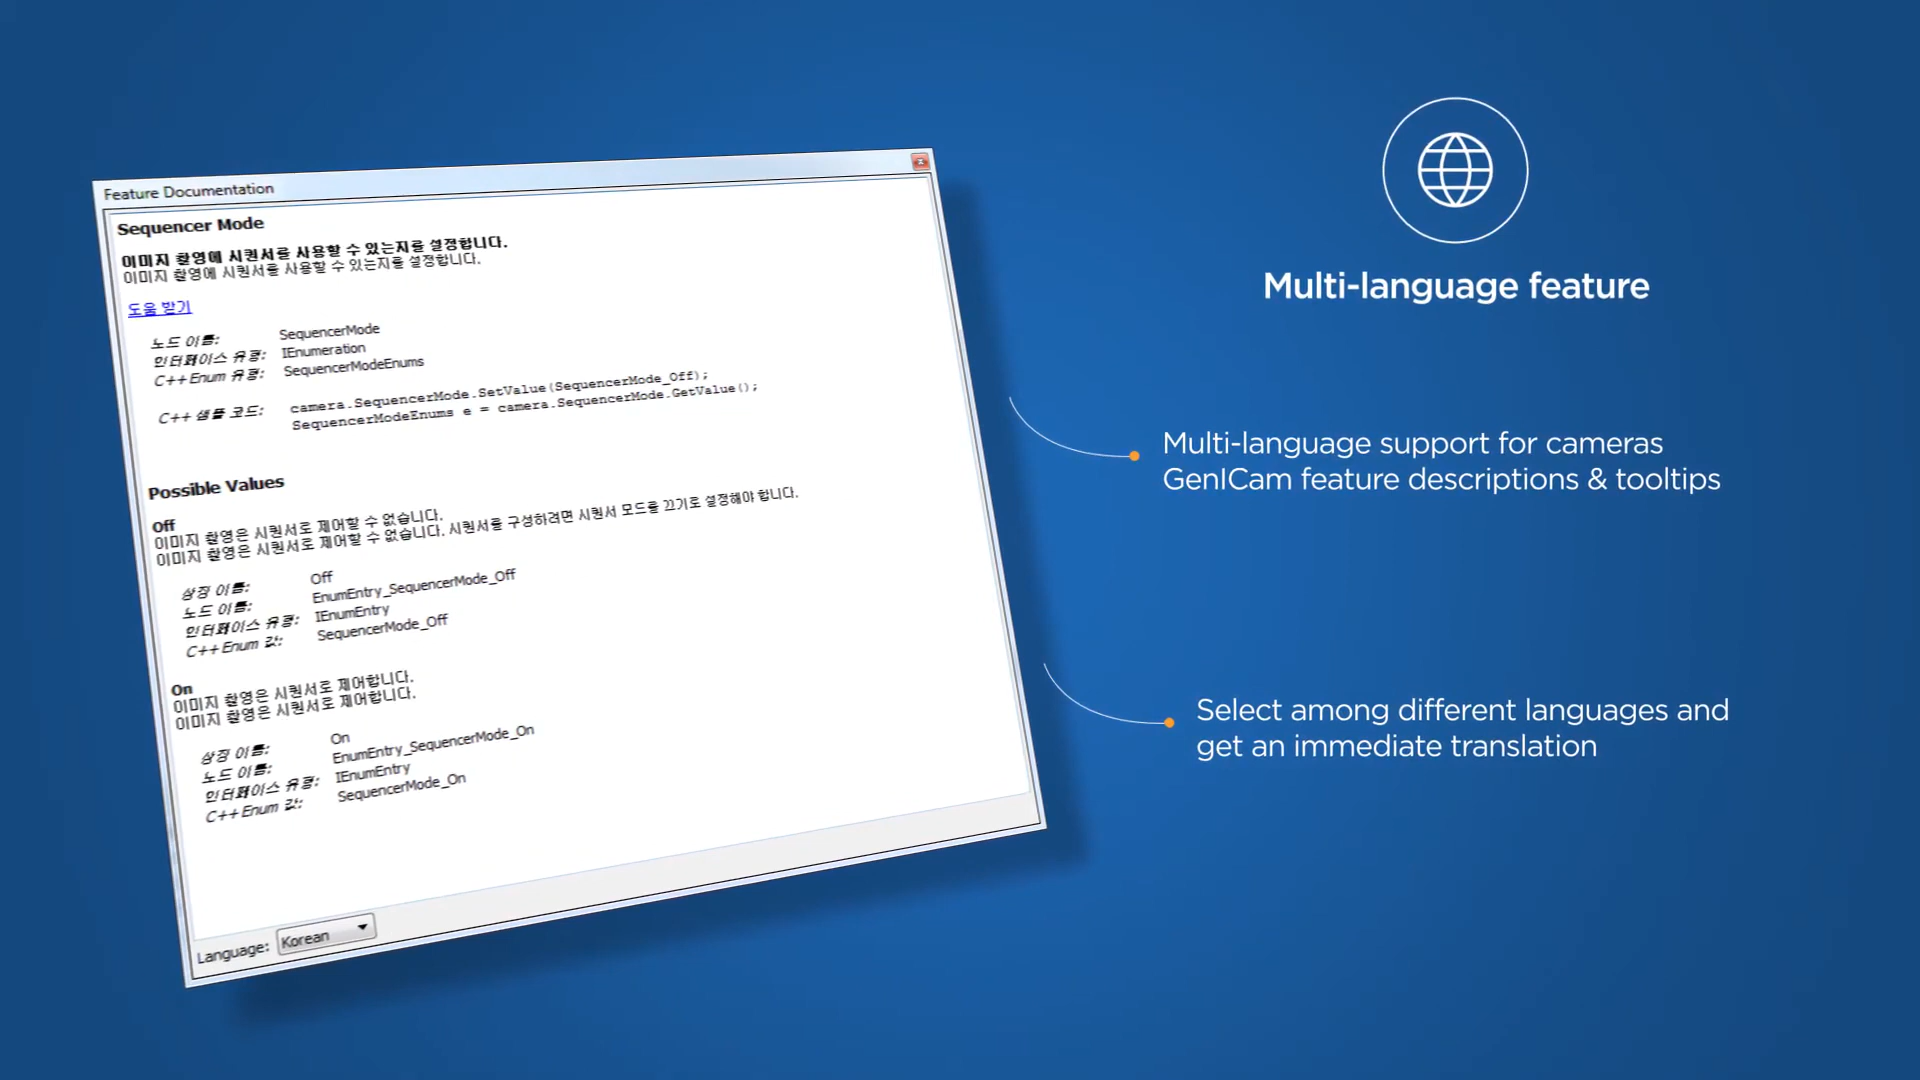 Feature Documentation
Sequencer Mode
이미지 촬영에 시퀀서를 사용할 수 있는지를 설정합니다.
이미지 촬영에 시퀀서를 사용할 수 있는지를 설정합니다.
도움 받기
노드 이름: SequencerMode
인터페이스 유형: IEnumeration
C++ Enum 유형: SequencerModeEnums
C++ 샘플 코드: camera.SequencerMode.SetValue(SequencerMode_Off);
SequencerModeEnums e = camera.SequencerMode.GetValue();
Possible Values
Off
이미지 촬영은 시퀀서로 제어할 수 없습니다.
이미지 촬영은 시퀀서로 제어할 수 없습니다. 시퀀서를 구성하려면 시퀀서 모드를 끄기로 설정해야 합니다.
상징 이름: Off
노드 이름: EnumEntry_SequencerMode_Off
인터페이스 유형: IEnumEntry
C++ Enum 값: SequencerMode_Off
On
이미지 촬영은 시퀀서로 제어합니다.
이미지 촬영은 시퀀서로 제어합니다.
상징 이름: On
노드 이름: EnumEntry_SequencerMode_On
인터페이스 유형: IEnumEntry
C++ Enum 값: SequencerMode_On
Language: Korean
Multi-language feature
Multi-language support for cameras
GenICam feature descriptions & tooltips
Select among different languages and
get an immediate translation